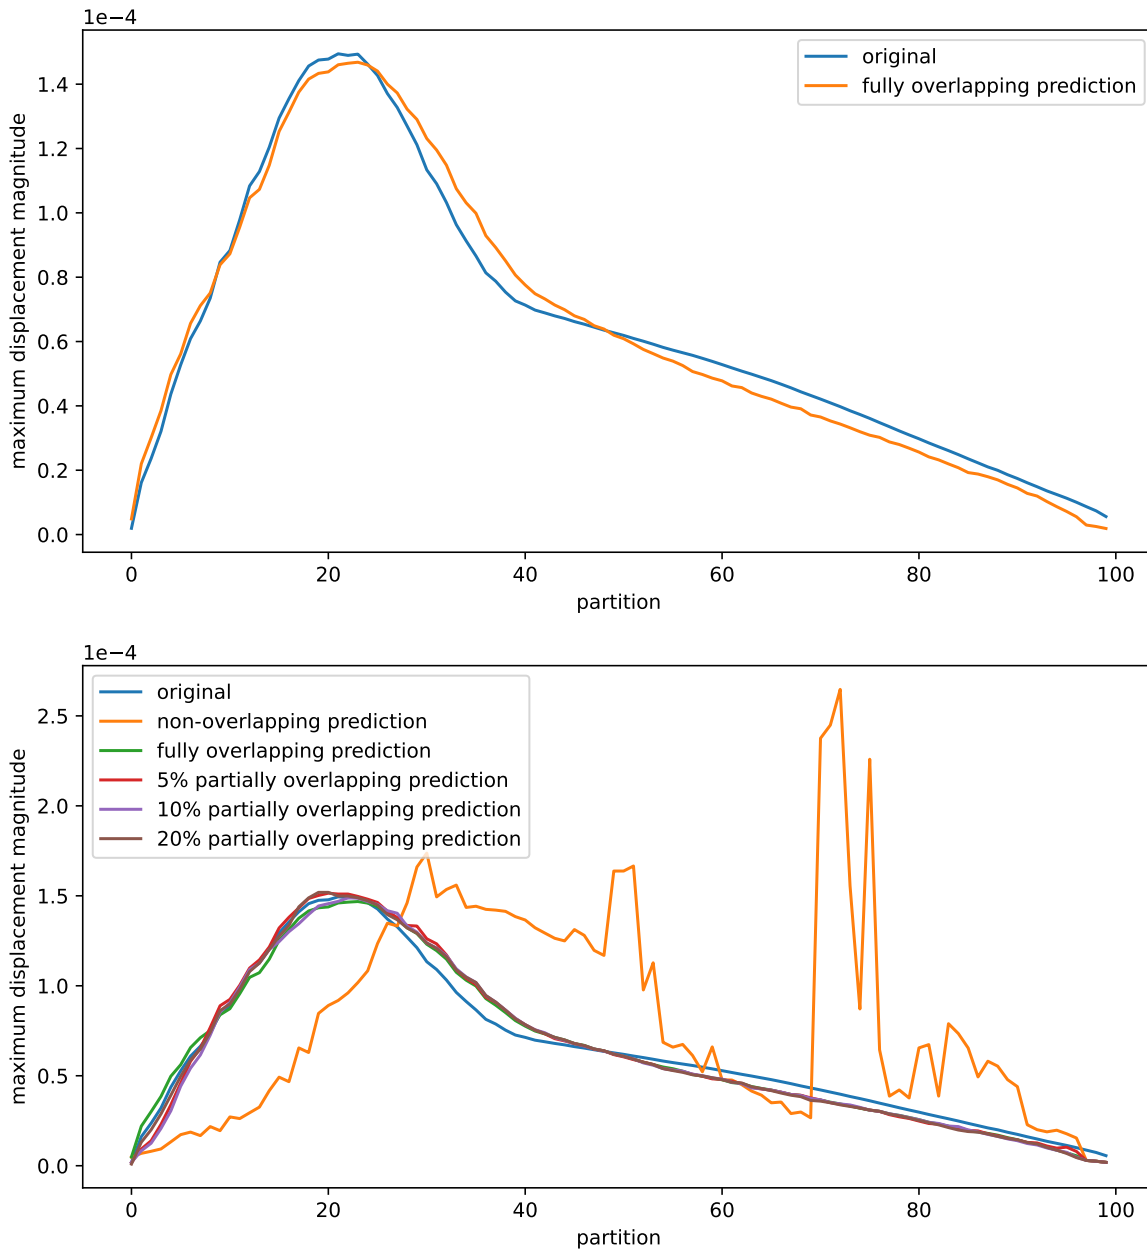 1e−4
original
fully overlapping prediction
maximum displacement magnitude
1.4
1.2
1.0
0.8
0.6
0.4
0.2
0.0
0 20 40 60 80 100
partition
1e−4
original
non-overlapping prediction
fully overlapping prediction
5% partially overlapping prediction
10% partially overlapping prediction
20% partially overlapping prediction
maximum displacement magnitude
2.5
2.0
1.5
1.0
0.5
0.0
0 20 40 60 80 100
partition